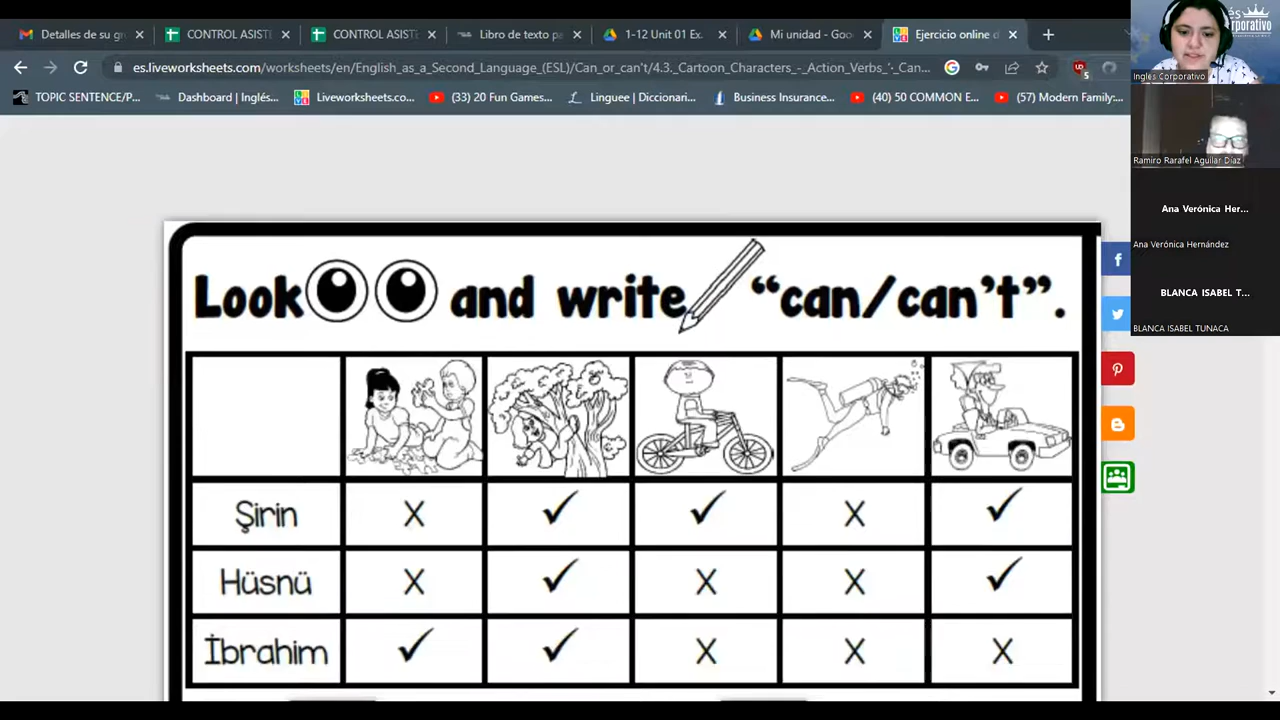 Detalles de su gr
CONTROL ASIST
CONTROL ASIST
Libro de texto pa
1-12 Unit 01 Ex.
Mi unidad - Goo
Ejercicio online d
es.liveworksheets.com/worksheets/en/English_as_a_Second_Language_(ESL)/Can_or_can't/4.3._Cartoon_Characters_-_Action_Verbs_'-_Can...
TOPIC SENTENCE/P...
Dashboard | Inglés...
Liveworksheets.co...
(33) 20 Fun Games...
Linguee | Diccionari...
Business Insurance...
(40) 50 COMMON E...
(57) Modern Family:...
Inglés Corporativo
Ramiro Rarafel Aguilar Díaz
Ana Verónica Her...
Ana Verónica Hernández
BLANCA ISABEL T...
BLANCA ISABEL TUNACA
Look and write "can/can't".
Şirin X ✓ ✓ X ✓
Hüsnü X ✓ X X ✓
İbrahim ✓ ✓ X X X